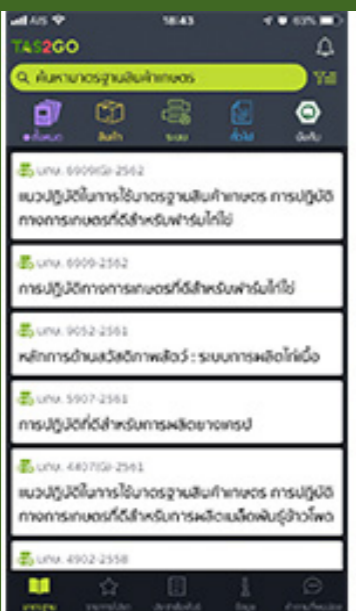 AIS 18:43 63%
TAS2GO
ค้นหามาตรฐานสินค้าเกษตร
ทั้งหมด สินค้า ระบบ ทั่วไป บังคับ
มกษ. 6909(G)-2562
แนวปฏิบัติในการใช้มาตรฐานสินค้าเกษตร การปฏิบัติ
ทางการเกษตรที่ดีสำหรับฟาร์มไก่ไข่
มกษ. 6909-2562
การปฏิบัติทางการเกษตรที่ดีสำหรับฟาร์มไก่ไข่
มกษ. 9052-2561
หลักการด้านสวัสดิภาพสัตว์ : ระบบการผลิตไก่เนื้อ
มกษ. 5907-2561
การปฏิบัติที่ดีสำหรับการผลิตยางเครป
มกษ. 4407(G)-2561
แนวปฏิบัติในการใช้มาตรฐานสินค้าเกษตร การปฏิบัติ
ทางการเกษตรที่ดีสำหรับการผลิตเมล็ดพันธุ์ข้าวโพด
มกษ. 4902-2558
มาตรฐาน